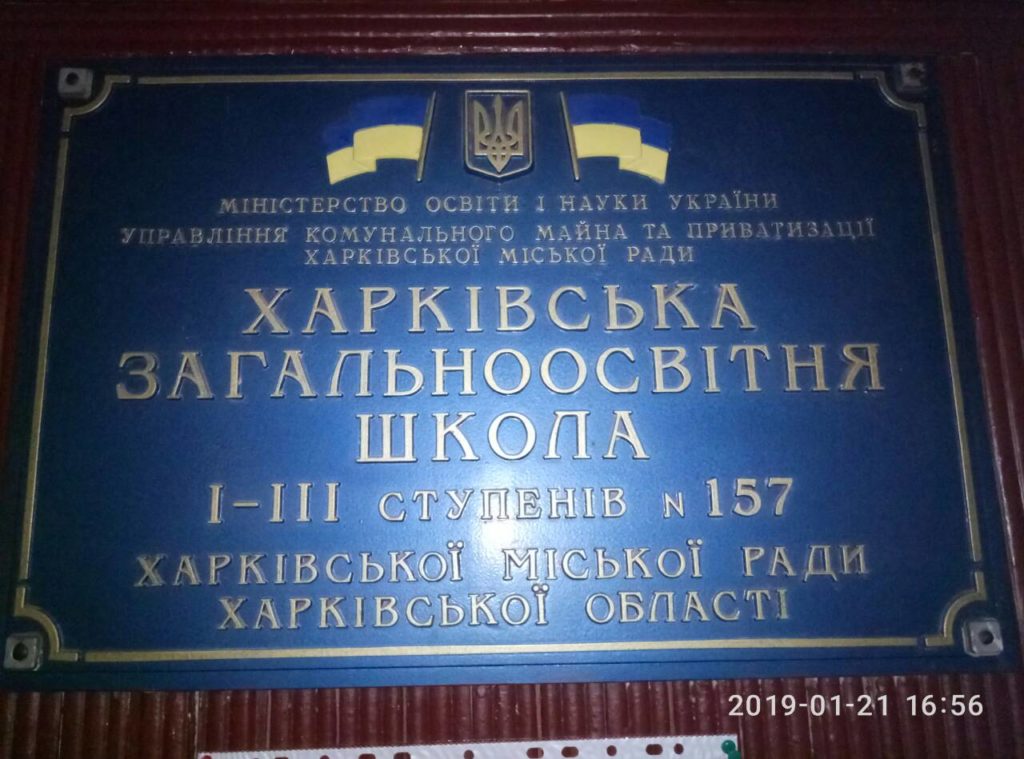 МІНІСТЕРСТВО ОСВІТИ І НАУКИ УКРАЇНИ
УПРАВЛІННЯ КОМУНАЛЬНОГО МАЙНА ТА ПРИВАТИЗАЦІЇ
ХАРКІВСЬКОЇ МІСЬКОЇ РАДИ
ХАРКІВСЬКА
ЗАГАЛЬНООСВІТНЯ
ШКОЛА
І-ІІІ СТУПЕНІВ N 157
ХАРКІВСЬКОЇ МІСЬКОЇ РАДИ
ХАРКІВСЬКОЇ ОБЛАСТІ
2019-01-21 16:56